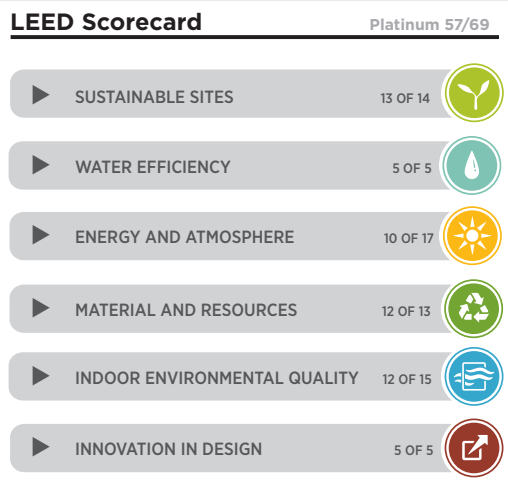 LEED Scorecard Platinum 57/69
SUSTAINABLE SITES 13 OF 14
WATER EFFICIENCY 5 OF 5
ENERGY AND ATMOSPHERE 10 OF 17
MATERIAL AND RESOURCES 12 OF 13
INDOOR ENVIRONMENTAL QUALITY 12 OF 15
INNOVATION IN DESIGN 5 OF 5